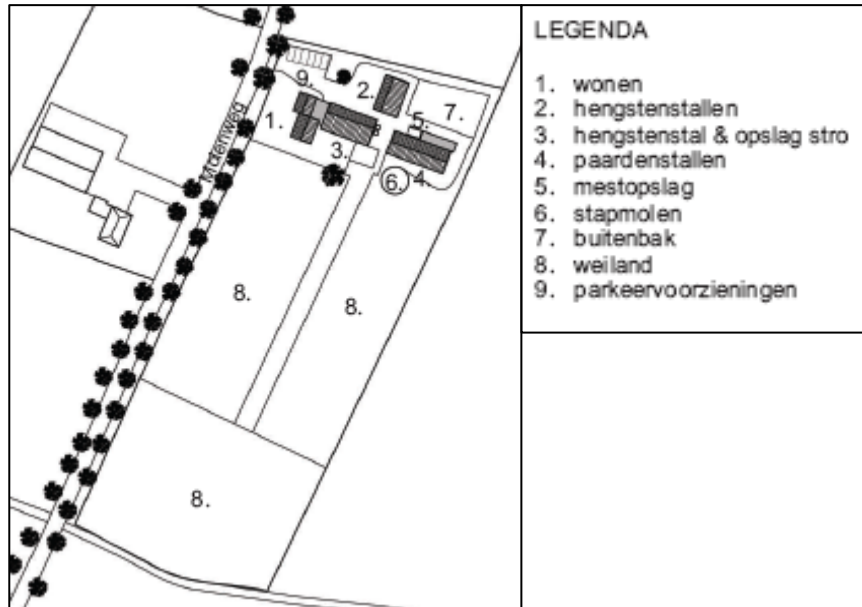 LEGENDA
1. wonen
2. hengstenstallen
3. hengstenstal & opslag stro
4. paardenstallen
5. mestopslag
6. stapmolen
7. buitenbak
8. weiland
9. parkeervoorzieningen
9.
2.
7.
1.
5.
3.
6.
4.
8.
8.
8.